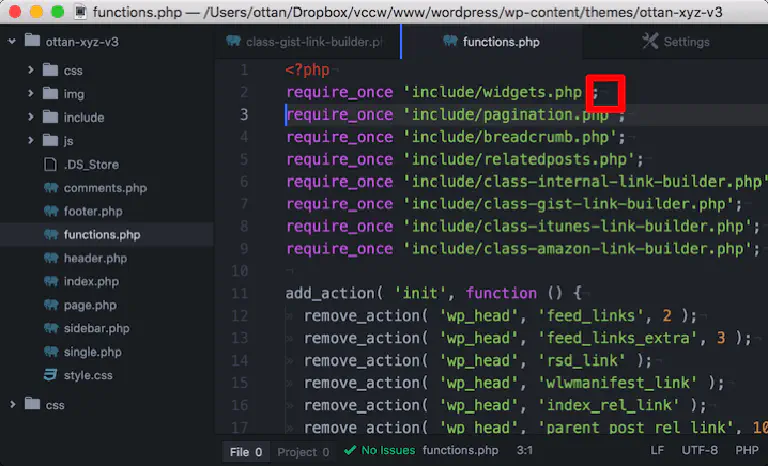 functions.php — /Users/ottan/Dropbox/vccw/www/wordpress/wp-content/themes/ottan-xyz-v3
ottan-xyz-v3
css
img
include
js
.DS_Store
comments.php
footer.php
functions.php
header.php
index.php
page.php
sidebar.php
single.php
style.css
css
class-gist-link-builder.ph
functions.php
Settings
1 <?php
2 require_once 'include/widgets.php ;
3 require_once 'include/pagination.php';
4 require_once 'include/breadcrumb.php';
5 require_once 'include/relatedposts.php';
6 require_once 'include/class-internal-link-builder.php'
7 require_once 'include/class-gist-link-builder.php';
8 require_once 'include/class-itunes-link-builder.php';
9 require_once 'include/class-amazon-link-builder.php';
10
11 add_action( 'init', function () {
12 remove_action( 'wp_head', 'feed_links', 2 );
13 remove_action( 'wp_head', 'feed_links_extra', 3 );
14 remove_action( 'wp_head', 'rsd_link' );
15 remove_action( 'wp_head', 'wlwmanifest_link' );
16 remove_action( 'wp_head', 'index_rel_link' );
17 remove_action( 'wp_head', 'parent_post_rel_link', 10
File 0 Project 0 No Issues functions.php 3:1 LF UTF-8 PHP